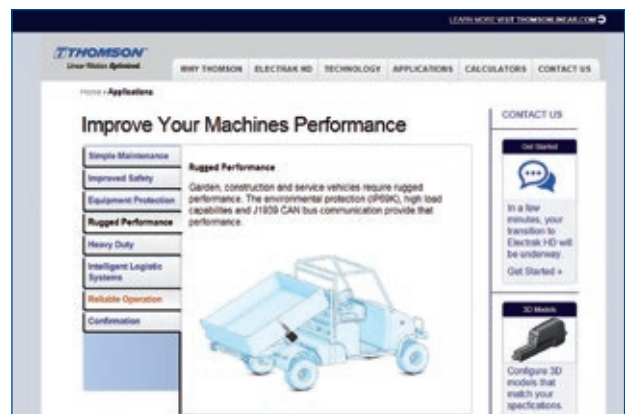 LEARN MORE VISIT THOMSONLINEAR.COM
THOMSON
Linear Motion. Optimized.
WHY THOMSON ELECTRAK HD TECHNOLOGY APPLICATIONS CALCULATORS CONTACT US
Home › Applications
Improve Your Machines Performance
Simple Maintenance
Improved Safety
Equipment Protection
Rugged Performance
Heavy Duty
Intelligent Logistic
Systems
Reliable Operation
Confirmation
Rugged Performance
Garden, construction and service vehicles require rugged
performance. The environmental protection (IP69K), high load
capabilities and J1939 CAN bus communication provide that
performance.
CONTACT US
Get Started
In a few
minutes, your
transition to
Electrak HD will
be underway.
Get Started »
3D Models
Configure 3D
models that
match your
specifications.